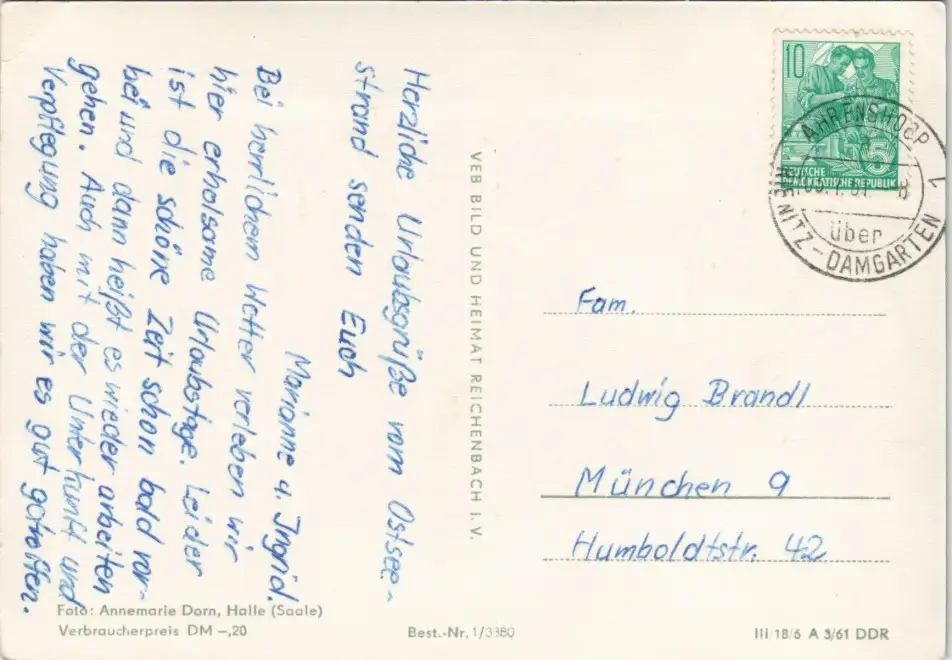 Herzliche Urlaubsgrüße vom Ostsee-
strand senden Euch
Marianne u. Ingrid.
Bei herrlichem Wetter verleben wir
hier erholsame Urlaubstage. Leider
ist die schöne Zeit schon bald vor-
bei und dann heißt es wieder arbeiten
gehen. Auch mit der Unterkunft und
Verpflegung haben wir es gut getroffen.
VEB BILD UND HEIMAT REICHENBACH I. V.
10
5
DEUTSCHE
DEMOKRATISCHE REPUBLIK
AHRENSHOOP
über
NITZ-DAMGARTEN 1
Fam.
Ludwig Brandl
München 9
Humboldtstr. 42
Foto: Annemarie Dorn, Halle (Saale)
Verbraucherpreis DM –,20
Best.-Nr. 1/3380
III 18/6 A 3/61 DDR